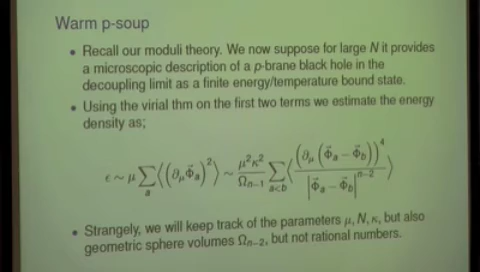 Warm p-soup
• Recall our moduli theory. We now suppose for large N it provides
a microscopic description of a p-brane black hole in the
decoupling limit as a finite energy/temperature bound state.
• Using the virial thm on the first two terms we estimate the energy
density as;
ϵ ∼ μ ∑_a ⟨(∂_μ Φ⃗_a)²⟩ ∼ μ²κ²/Ω_{n−1} ∑_{a<b} ⟨(∂_μ (Φ⃗_a − Φ⃗_b))⁴ / |Φ⃗_a − Φ⃗_b|^{n−2}⟩
• Strangely, we will keep track of the parameters μ, N, κ, but also
geometric sphere volumes Ω_{n−2}, but not rational numbers.